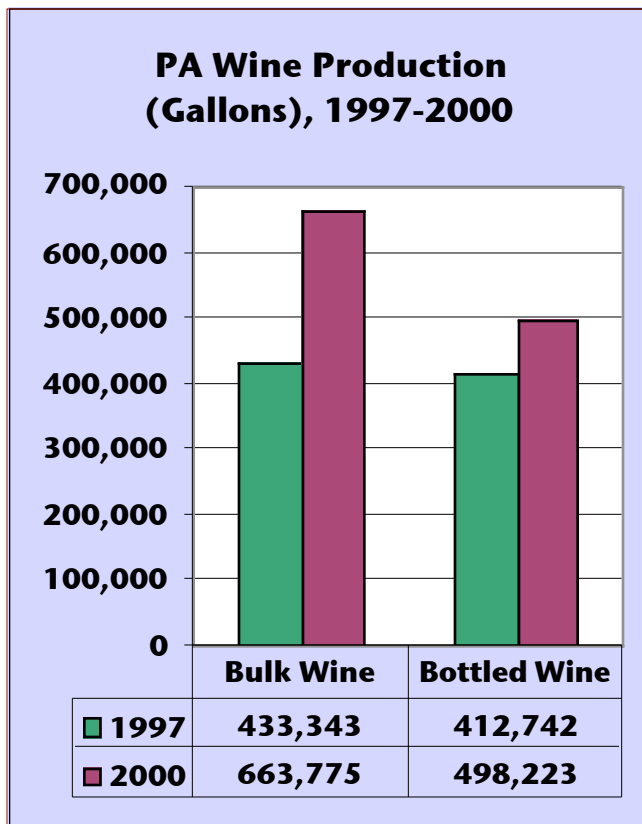 PA Wine Production
(Gallons), 1997-2000
700,000
600,000
500,000
400,000
300,000
200,000
100,000
0
Bulk Wine Bottled Wine
1997 433,343 412,742
2000 663,775 498,223